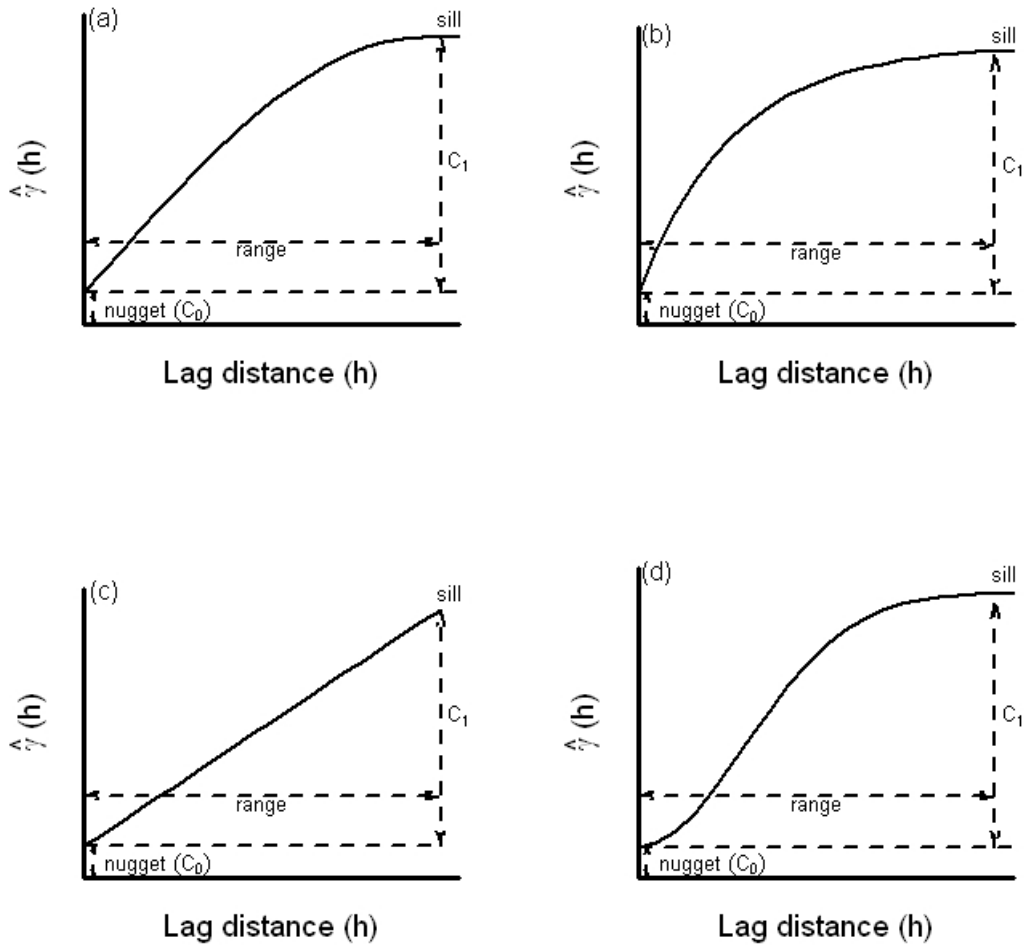 (a)
sill
γ̂ (h)
C₁
range
nugget (C₀)
Lag distance (h)
(b)
sill
γ̂ (h)
C₁
range
nugget (C₀)
Lag distance (h)
(c)
sill
γ̂ (h)
C₁
range
nugget (C₀)
Lag distance (h)
(d)
sill
γ̂ (h)
C₁
range
nugget (C₀)
Lag distance (h)